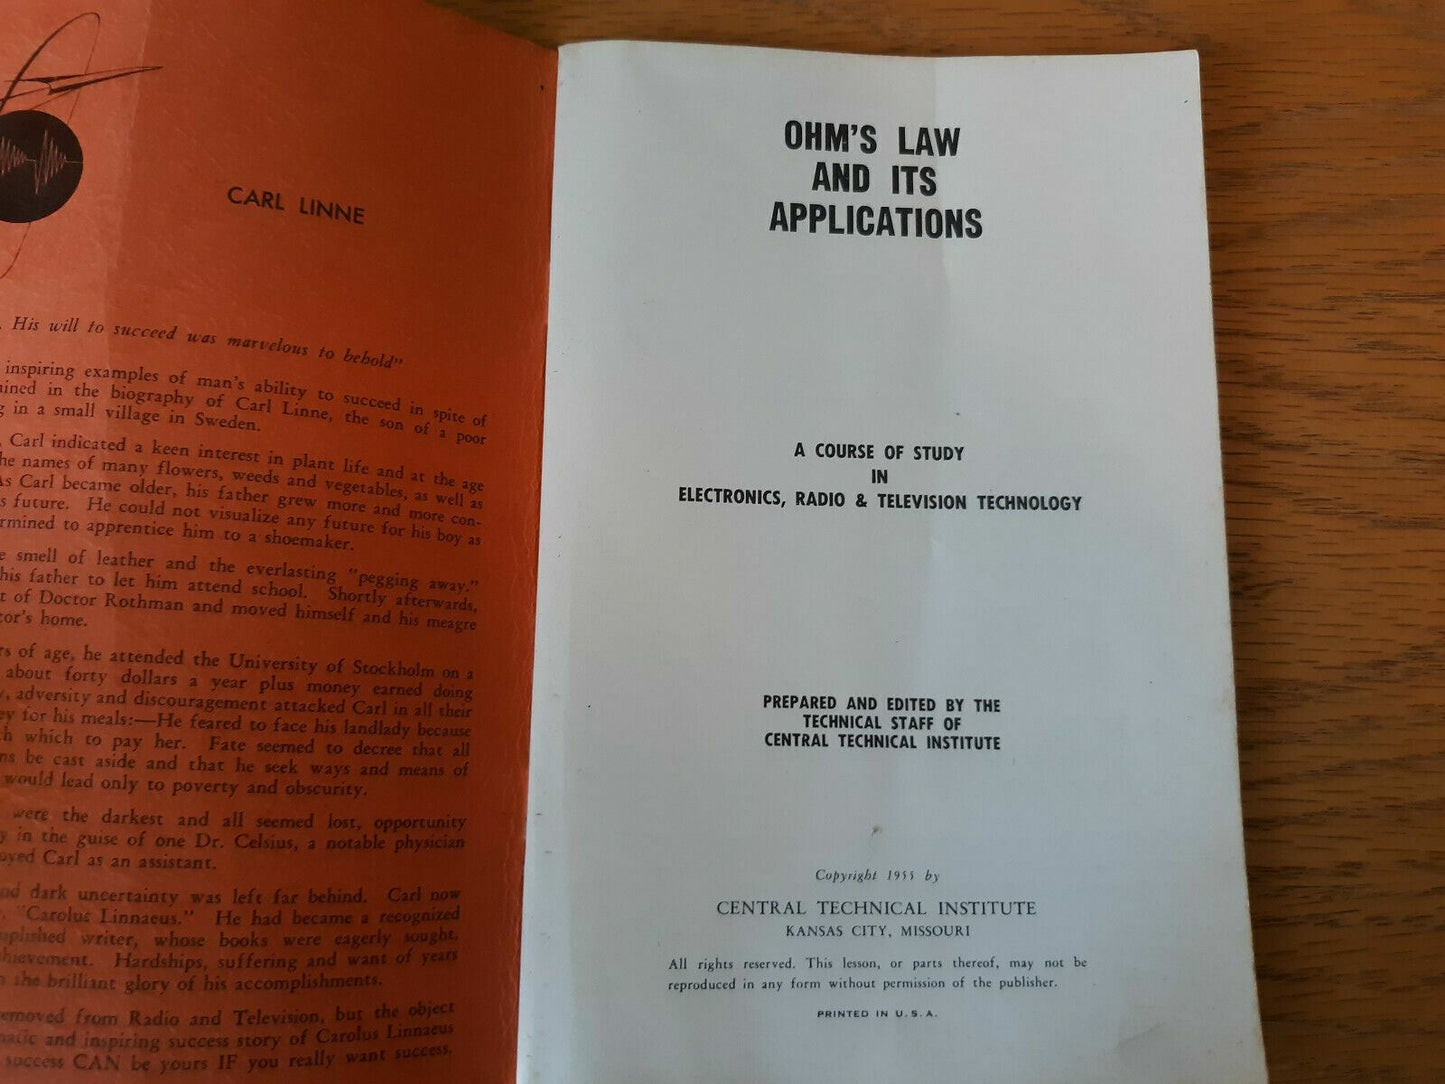 CARL LINNE
. His will to succeed was marvelous to behold"
inspiring examples of man's ability to succeed in spite of
in the biography of Carl Linne, the son of a poor
in a small village in Sweden.
Carl indicated a keen interest in plant life and at the age
names of many flowers, weeds and vegetables, as well as
As Carl became older, his father grew more and more con-
s future. He could not visualize any future for his boy as
rmined to apprentice him to a shoemaker.
e smell of leather and the everlasting "pegging away."
his father to let him attend school. Shortly afterwards,
t of Doctor Rothman and moved himself and his meagre
tor's home.
rs of age, he attended the University of Stockholm on a
about forty dollars a year plus money earned doing
, adversity and discouragement attacked Carl in all their
ey for his meals:—He feared to face his landlady because
h which to pay her. Fate seemed to decree that all
ns be cast aside and that he seek ways and means of
would lead only to poverty and obscurity.
were the darkest and all seemed lost, opportunity
y in the guise of one Dr. Celsius, a notable physician
oyed Carl as an assistant.
nd dark uncertainty was left far behind. Carl now
"Carolus Linnaeus." He had became a recognized
mplished writer, whose books were eagerly sought.
hievement. Hardships, suffering and want of years
the brilliant glory of his accomplishments.
emoved from Radio and Television, but the object
matic and inspiring success story of Carolus Linnaeus
success CAN be yours IF you really want success.
OHM'S LAW
AND ITS
APPLICATIONS
A COURSE OF STUDY
IN
ELECTRONICS, RADIO & TELEVISION TECHNOLOGY
PREPARED AND EDITED BY THE
TECHNICAL STAFF OF
CENTRAL TECHNICAL INSTITUTE
Copyright 1955 by
CENTRAL TECHNICAL INSTITUTE
KANSAS CITY, MISSOURI
All rights reserved. This lesson, or parts thereof, may not be
reproduced in any form without permission of the publisher.
PRINTED IN U. S. A.